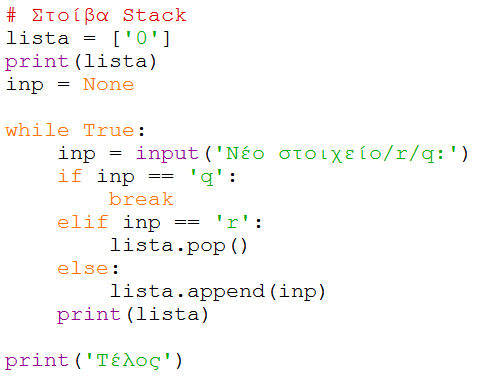 # Στοίβα Stack
lista = ['0']
print(lista)
inp = None

while True:
    inp = input('Νέο στοιχείο/r/q:')
    if inp == 'q':
        break
    elif inp == 'r':
        lista.pop()
    else:
        lista.append(inp)
    print(lista)

print('Τέλος')